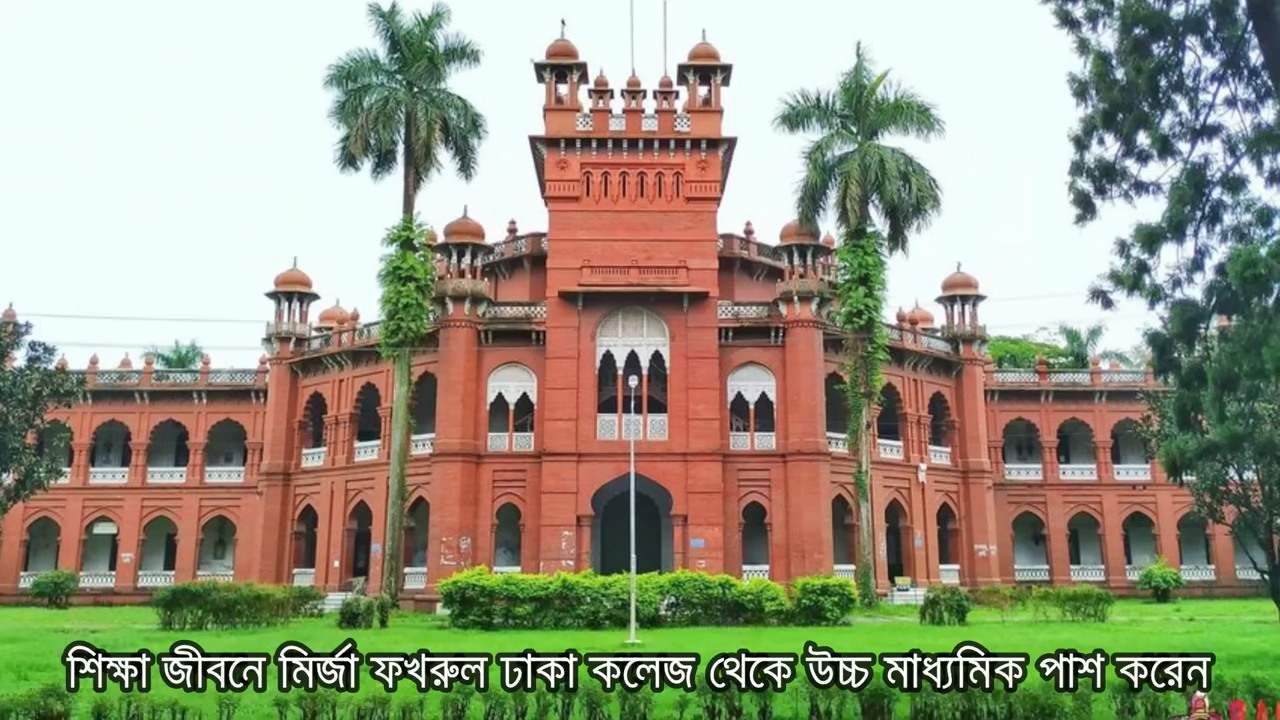 শিক্ষা জীবনে মির্জা ফখরুল ঢাকা কলেজ থেকে উচ্চ মাধ্যমিক পাশ করেন